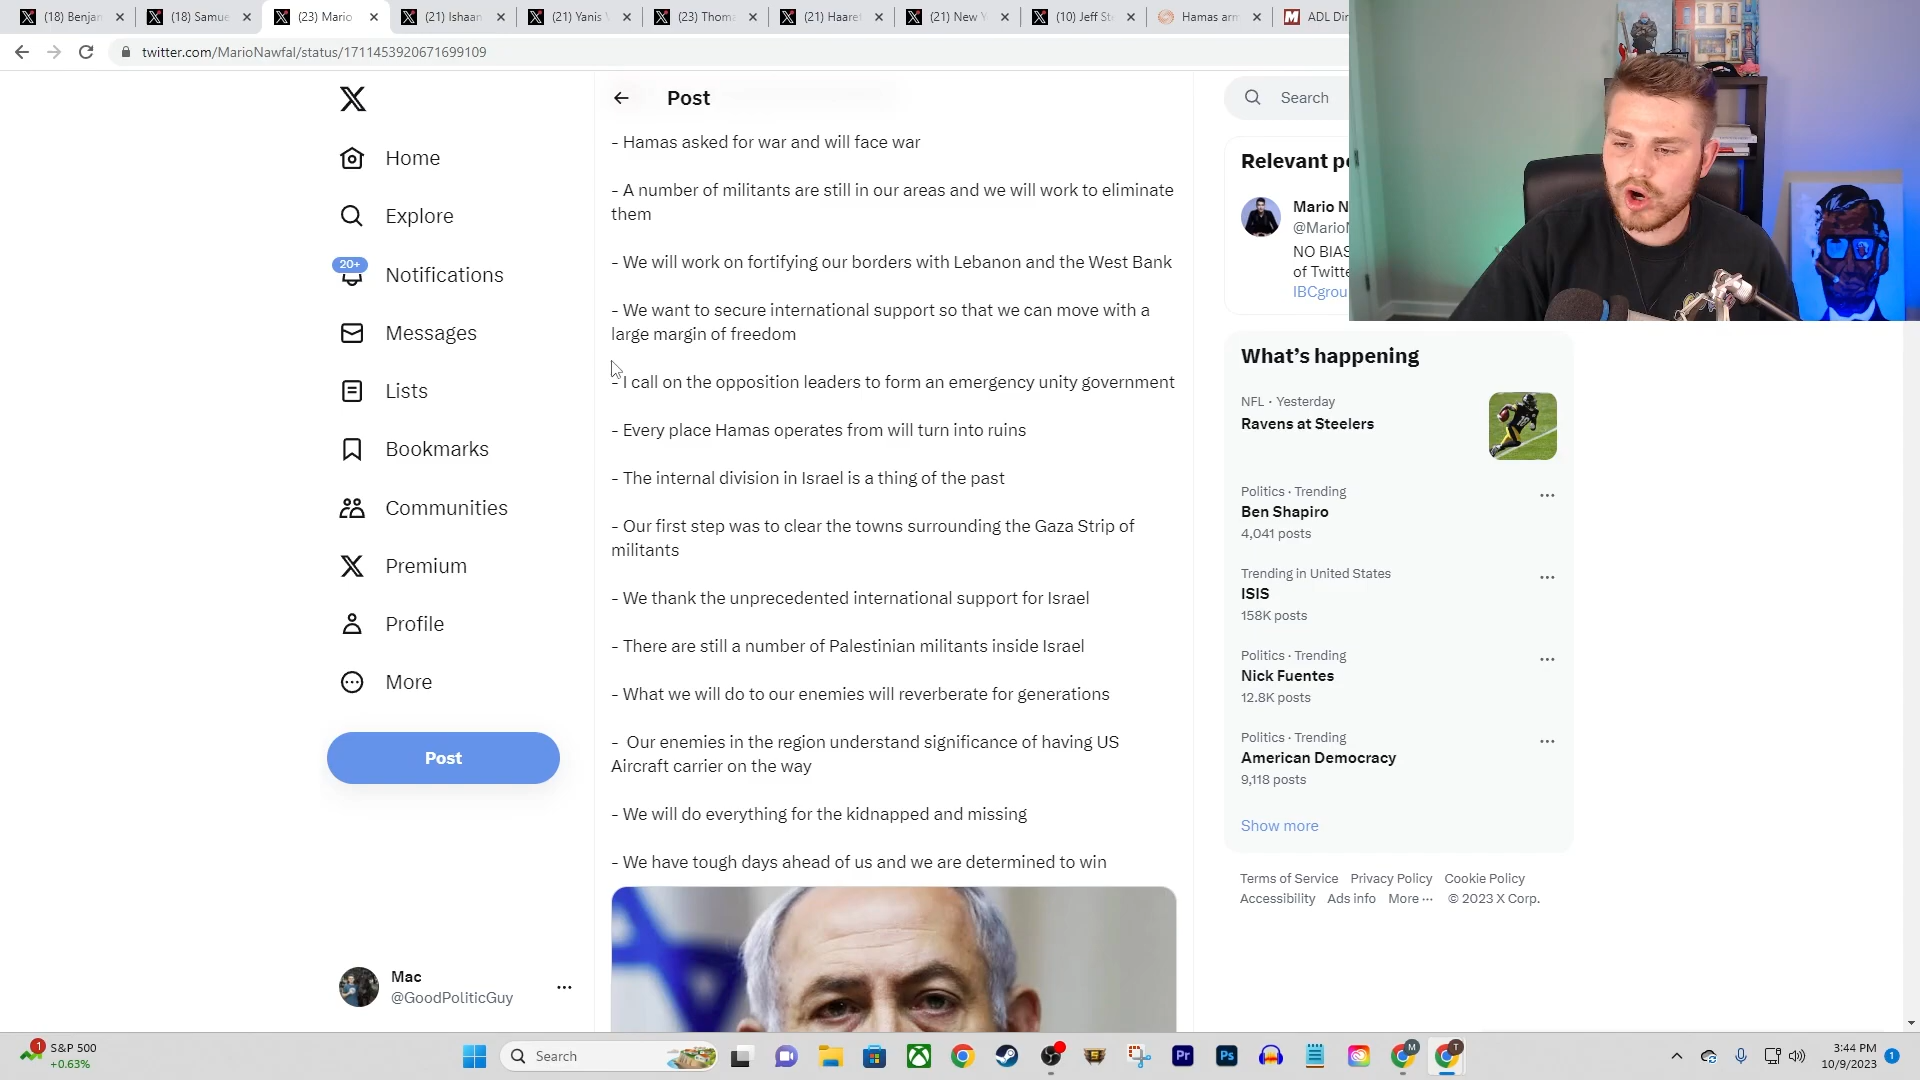 (18) Benjan
(18) Samue
(23) Mario
(21) Ishaan
(21) Yanis V
(23) Thoma
(21) Haaret
(21) New Y
(10) Jeff St
Hamas arm
ADL Dir
twitter.com/MarioNawfal/status/1711453920671699109
Home
Explore
20+
Notifications
Messages
Lists
Bookmarks
Communities
Premium
Profile
More
Post
Mac
@GoodPoliticGuy
Post
- Hamas asked for war and will face war
- A number of militants are still in our areas and we will work to eliminate
them
- We will work on fortifying our borders with Lebanon and the West Bank
- We want to secure international support so that we can move with a
large margin of freedom
- I call on the opposition leaders to form an emergency unity government
- Every place Hamas operates from will turn into ruins
- The internal division in Israel is a thing of the past
- Our first step was to clear the towns surrounding the Gaza Strip of
militants
- We thank the unprecedented international support for Israel
- There are still a number of Palestinian militants inside Israel
- What we will do to our enemies will reverberate for generations
- Our enemies in the region understand significance of having US
Aircraft carrier on the way
- We will do everything for the kidnapped and missing
- We have tough days ahead of us and we are determined to win
Search
Relevant pe
Mario N
@Mario
NO BIAS
of Twitte
IBCgrou
What's happening
NFL · Yesterday
Ravens at Steelers
Politics · Trending
Ben Shapiro
4,041 posts
Trending in United States
ISIS
158K posts
Politics · Trending
Nick Fuentes
12.8K posts
Politics · Trending
American Democracy
9,118 posts
Show more
Terms of Service Privacy Policy Cookie Policy
Accessibility Ads info More ··· © 2023 X Corp.
1
S&P 500
+0.63%
Search
Pr
Ps
M
T
3:44 PM
10/9/2023
1